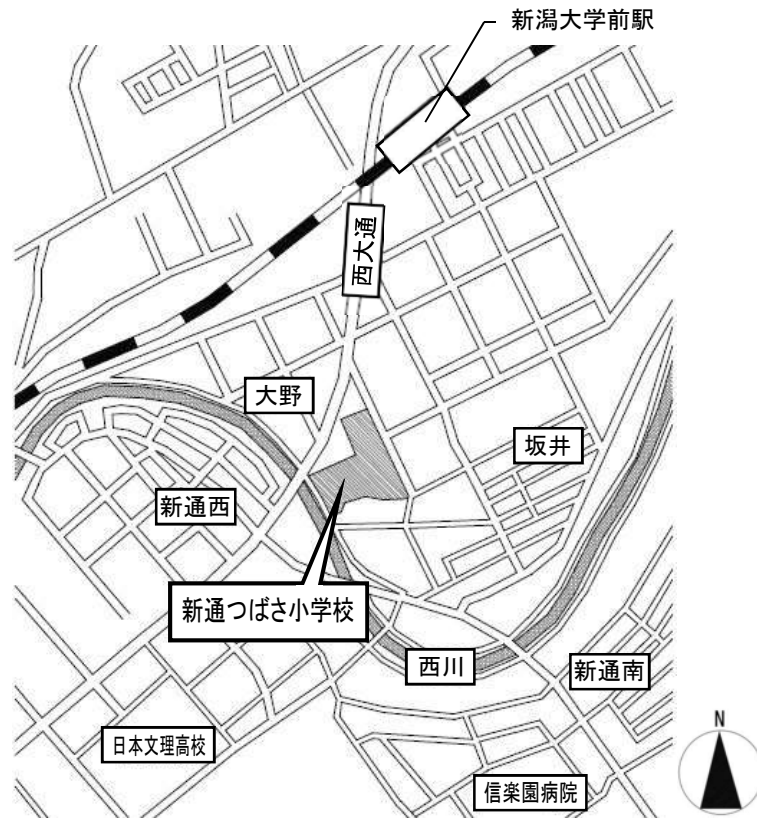 新潟大学前駅
西大通
大野
坂井
新通西
新通つばさ小学校
西川
新通南
日本文理高校
信楽園病院
N